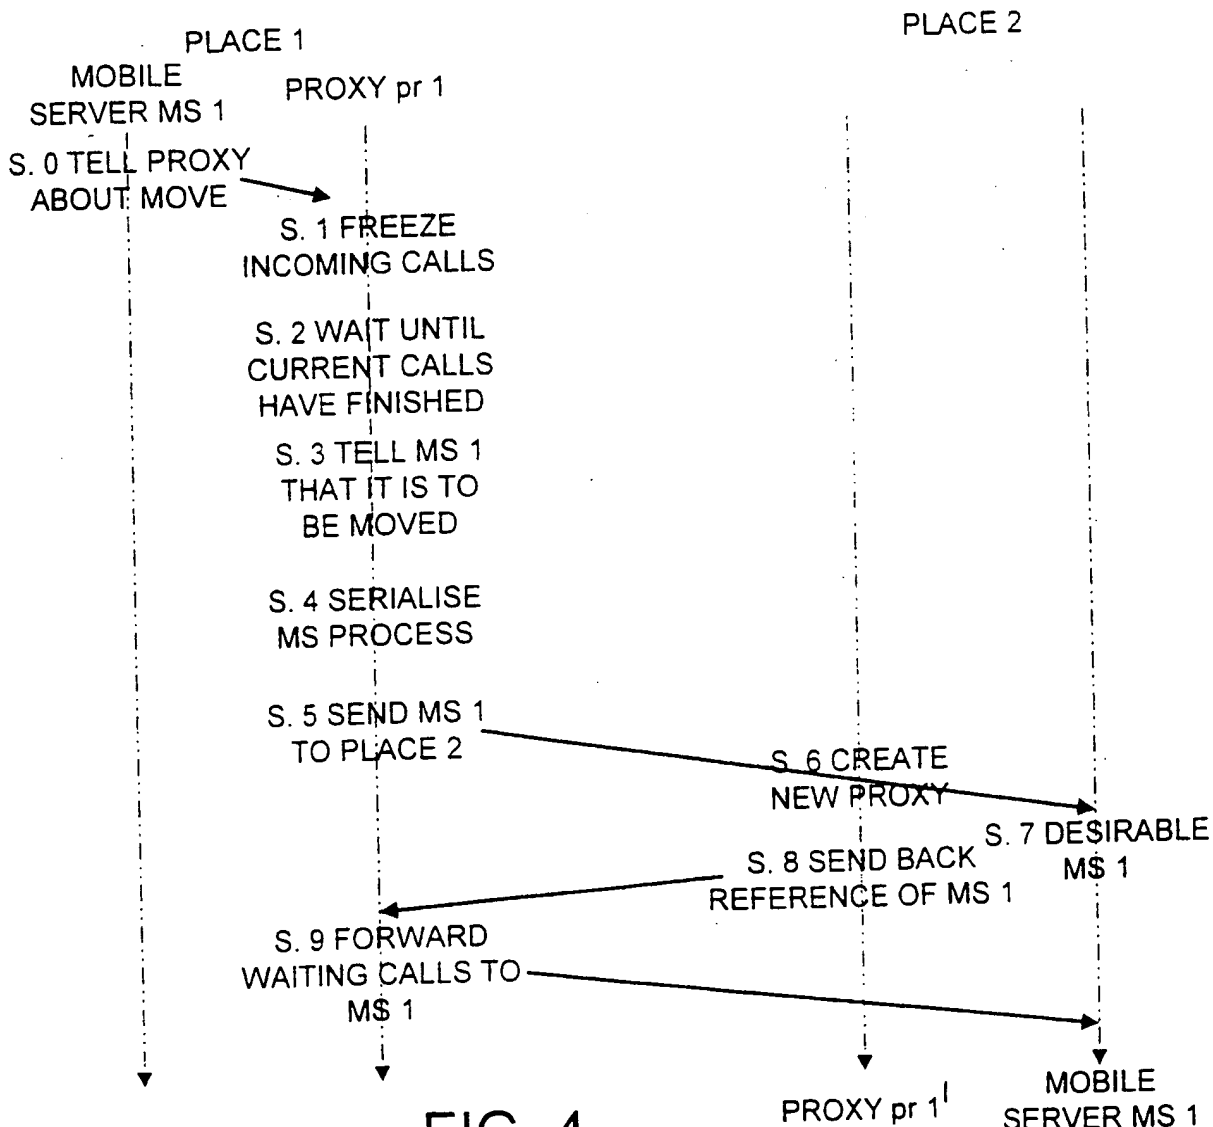 PLACE 1
PLACE 2
MOBILE
SERVER MS 1
PROXY pr 1
S. 0 TELL PROXY
ABOUT MOVE
S. 1 FREEZE
INCOMING CALLS
S. 2 WAIT UNTIL
CURRENT CALLS
HAVE FINISHED
S. 3 TELL MS 1
THAT IT IS TO
BE MOVED
S. 4 SERIALISE
MS PROCESS
S. 5 SEND MS 1
TO PLACE 2
S. 6 CREATE
NEW PROXY
S. 7 DESIRABLE
MS 1
S. 8 SEND BACK
REFERENCE OF MS 1
S. 9 FORWARD
WAITING CALLS TO
MS 1
PROXY pr 1'
MOBILE
SERVER MS 1
FIG. 4